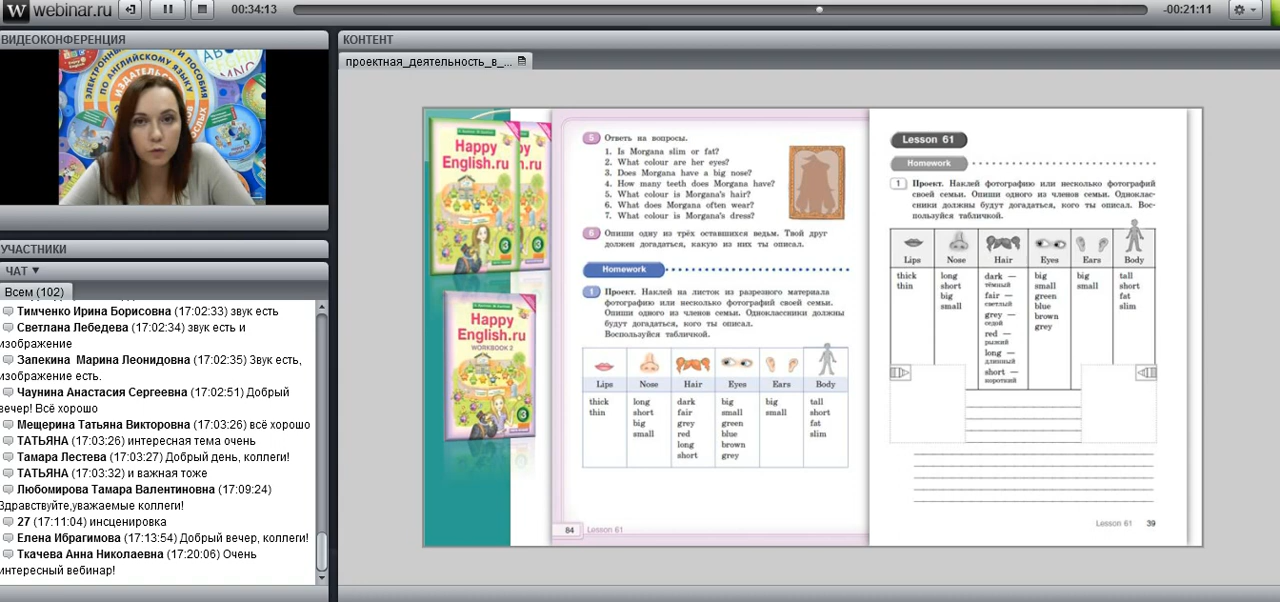 W webinar.ru
00:34:13
-00:21:11
ВИДЕОКОНФЕРЕНЦИЯ
ЭЛЕКТРОННЫЕ
ПОСОБИЯ
ПО АНГЛИЙСКОМУ ЯЗЫКУ
УЧАСТНИКИ
ЧАТ
Всем (102)
Тимченко Ирина Борисовна (17:02:33) звук есть
Светлана Лебедева (17:02:34) звук есть и
изображение
Запекина Марина Леонидовна (17:02:35) Звук есть,
изображение есть.
Чаунина Анастасия Сергеевна (17:02:51) Добрый
вечер! Всё хорошо
Мещерина Татьяна Викторовна (17:03:26) всё хорошо
ТАТЬЯНА (17:03:26) интересная тема очень
Тамара Лестева (17:03:27) Добрый день, коллеги!
ТАТЬЯНА (17:03:32) и важная тоже
Любомирова Тамара Валентиновна (17:09:24)
Здравствуйте,уважаемые коллеги!
27 (17:11:04) инсценировка
Елена Ибрагимова (17:13:54) Добрый вечер, коллеги!
Ткачева Анна Николаевна (17:20:06) Очень
интересный вебинар!
КОНТЕНТ
проектная_деятельность_в_...
Happy
English.ru
3
3
Happy
English.ru
WORKBOOK 2
3
5 Ответь на вопросы.
1. Is Morgana slim or fat?
2. What colour are her eyes?
3. Does Morgana have a big nose?
4. How many teeth does Morgana have?
5. What colour is Morgana's hair?
6. What does Morgana often wear?
7. What colour is Morgana's dress?
6 Опиши одну из трёх оставшихся ведьм. Твой друг
должен догадаться, какую из них ты описал.
Homework
1 Проект. Наклей на листок из разрезного материала
фотографию или несколько фотографий своей семьи.
Опиши одного из членов семьи. Одноклассники должны
будут догадаться, кого ты описал.
Воспользуйся табличкой.
Lips Nose Hair Eyes Ears Body
thick long dark big big tall
thin short fair small small short
big grey green fat
small red blue slim
long brown
short grey
84 Lesson 61
Lesson 61
Homework
1 Проект. Наклей фотографию или несколько фотографий
своей семьи. Опиши одного из членов семьи. Однокласс-
сники должны будут догадаться, кого ты описал. Вос-
пользуйся табличкой.
Lips Nose Hair Eyes Ears Body
thick long dark — big big tall
thin short тёмный small small short
big fair — green fat
small светлый blue slim
grey — brown
седой grey
red —
рыжий
long —
длинный
short —
короткий
Lesson 61 39